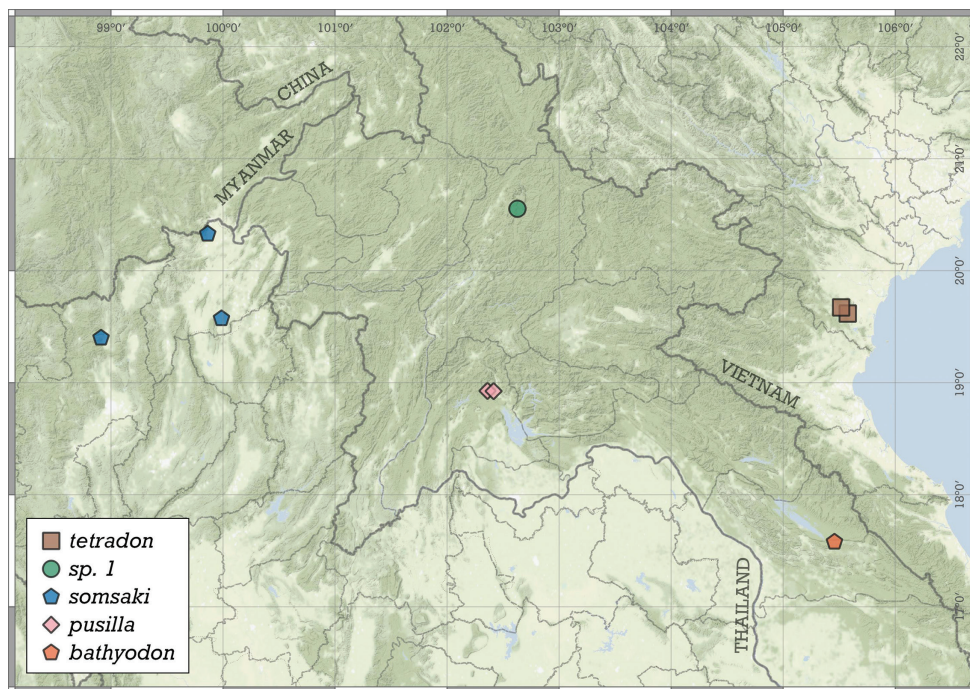 99°0' 100°0' 101°0' 102°0' 103°0' 104°0' 105°0' 106°0'
22°0'
CHINA
MYANMAR
21°0'
20°0'
19°0'
VIETNAM
18°0'
THAILAND
17°0'
tetradon
sp. 1
somsaki
pusilla
bathyodon